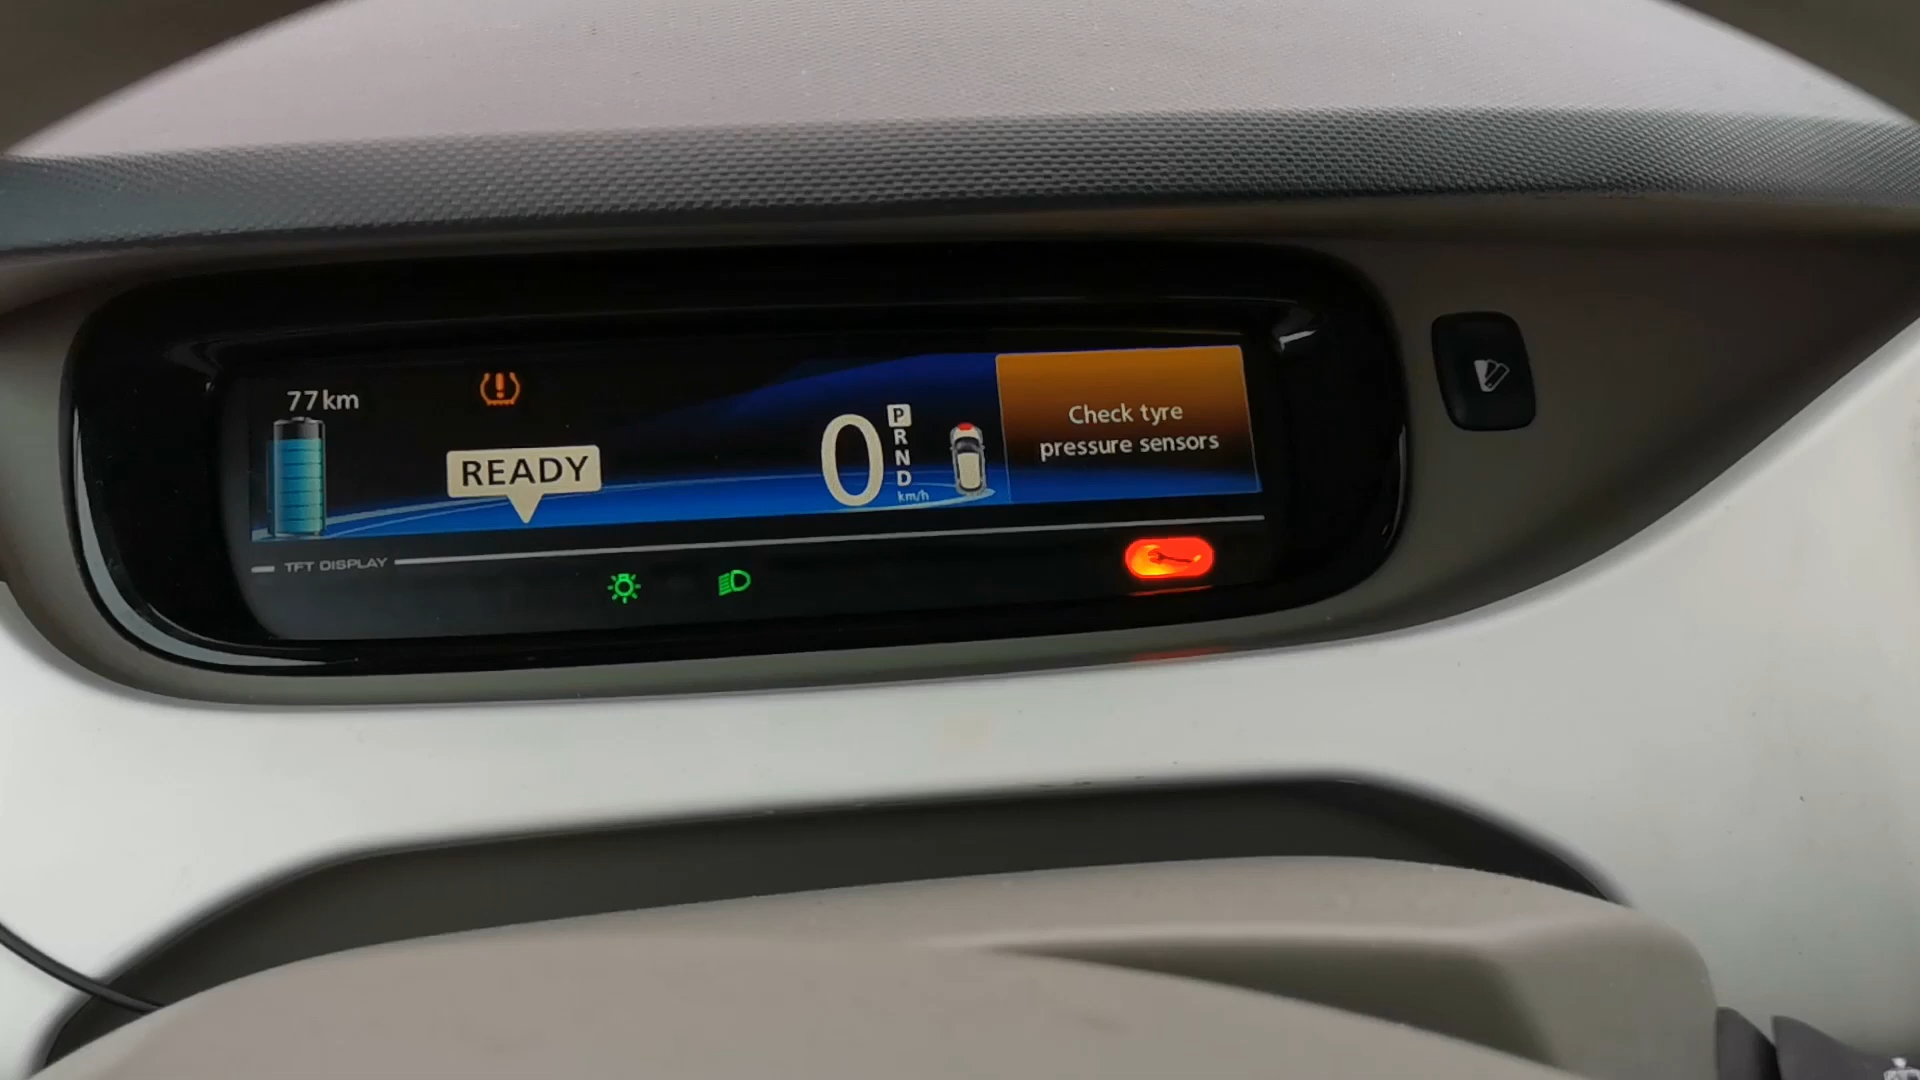 77km
READY
0
P
R
N
D
km/h
Check tyre
pressure sensors
TFT DISPLAY